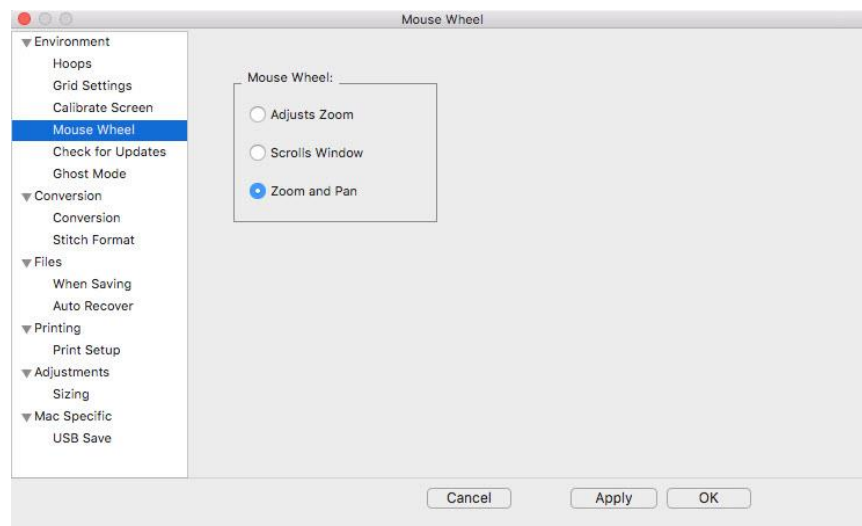 Mouse Wheel
Environment
Hoops
Grid Settings
Calibrate Screen
Mouse Wheel
Check for Updates
Ghost Mode
Conversion
Conversion
Stitch Format
Files
When Saving
Auto Recover
Printing
Print Setup
Adjustments
Sizing
Mac Specific
USB Save
Mouse Wheel:
Adjusts Zoom
Scrolls Window
Zoom and Pan
Cancel Apply OK